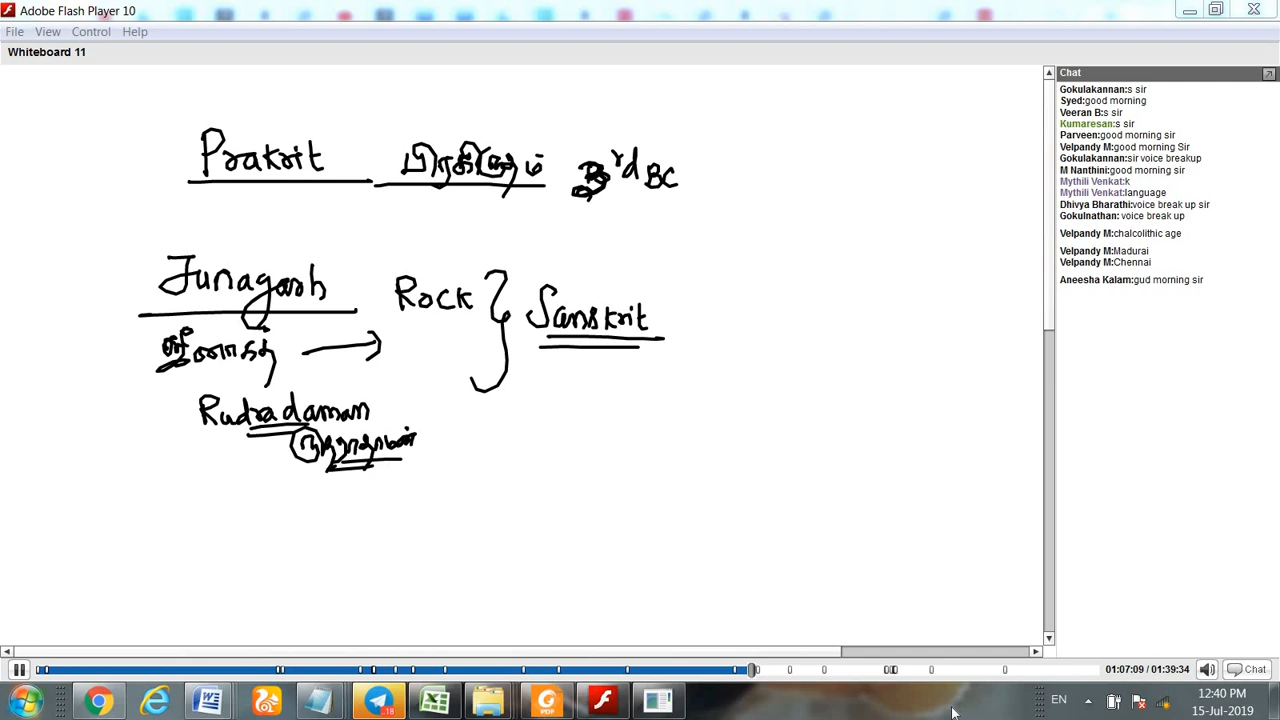 Adobe Flash Player 10
File View Control Help
Whiteboard 11
Prakrit rd BC
Junagarh Rock Sanskrit
Rudradaman
Chat
Gokulakannan:s sir
Syed:good morning
Veeran B:s sir
Kumaresan:s sir
Parveen:good morning sir
Velpandy M:good morning Sir
Gokulakannan:sir voice breakup
M Nanthini:good morning sir
Mythili Venkat:k
Mythili Venkat:language
Dhivya Bharathi:voice break up sir
Gokulnathan: voice break up
Velpandy M:chalcolithic age
Velpandy M:Madurai
Velpandy M:Chennai
Aneesha Kalam:gud morning sir
01:07:09 / 01:39:34 Chat
EN 12:40 PM
15-Jul-2019